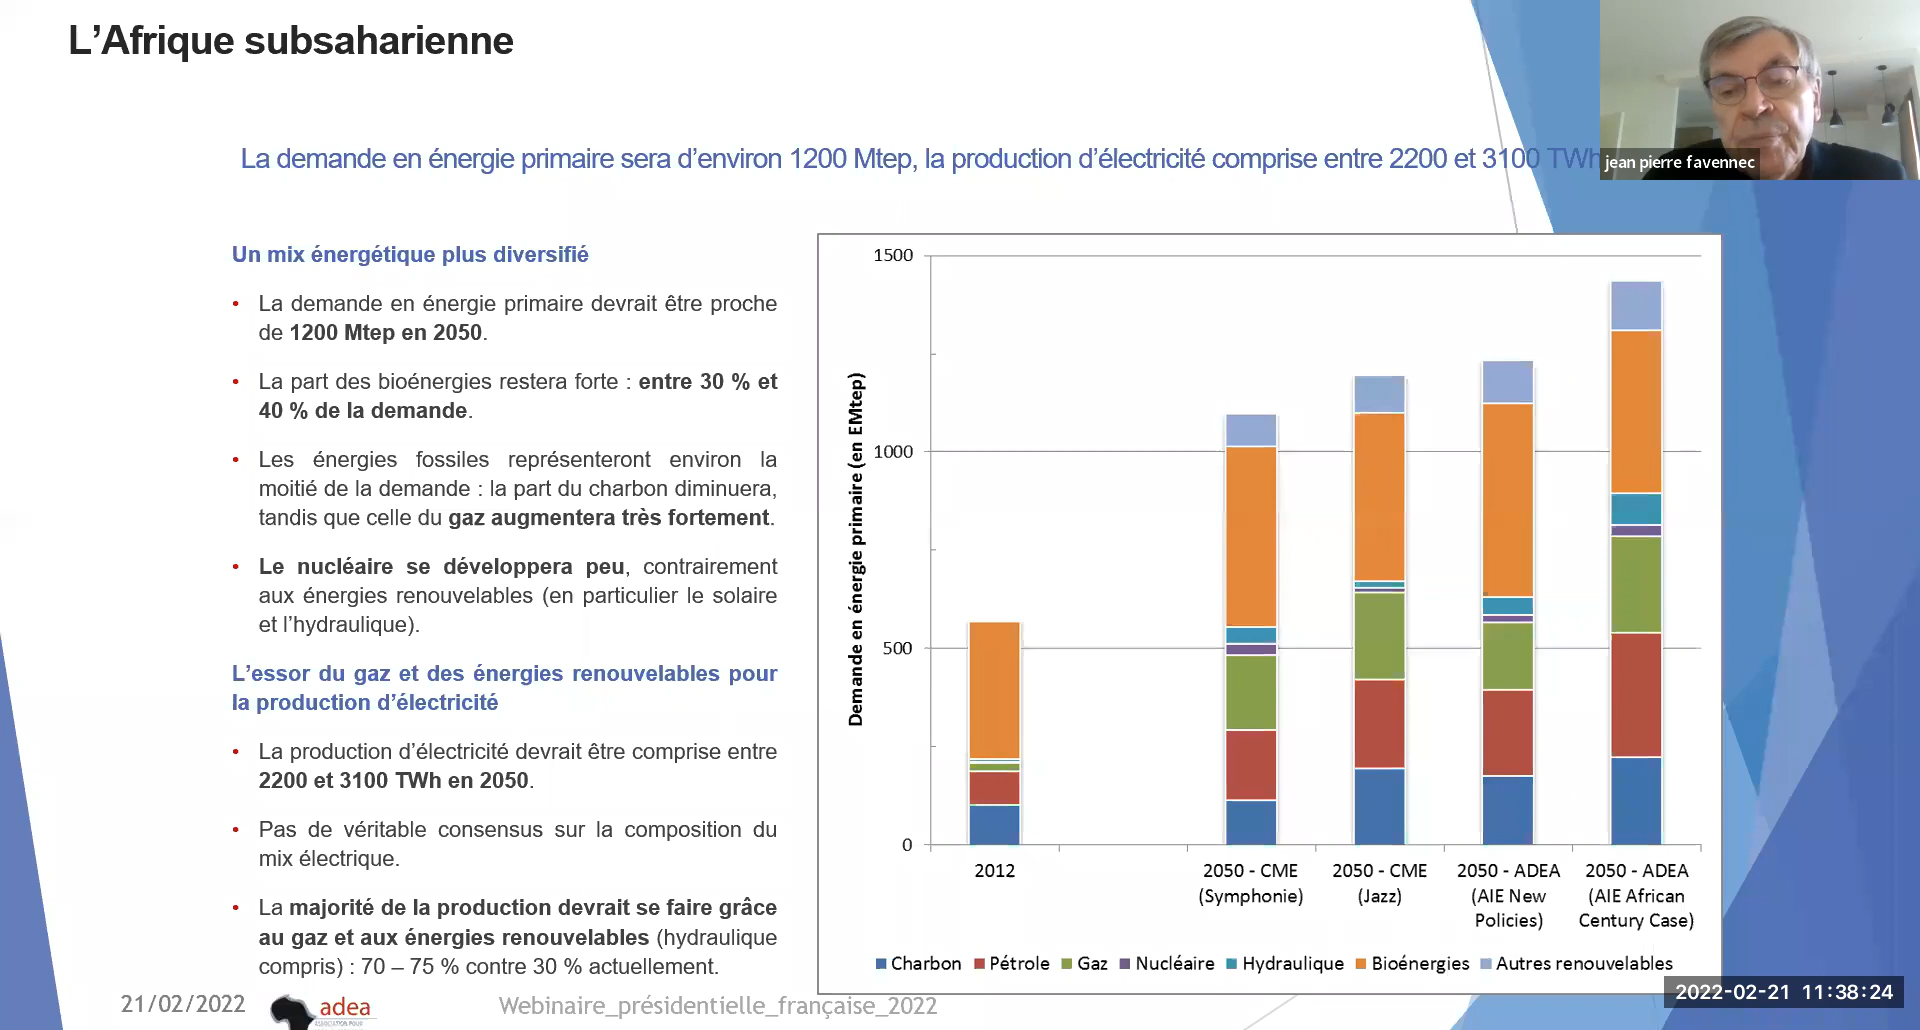 L'Afrique subsaharienne
La demande en énergie primaire sera d'environ 1200 Mtep, la production d'électricité comprise entre 2200 et 3100 TWh
jean pierre favennec
Un mix énergétique plus diversifié
• La demande en énergie primaire devrait être proche
de 1200 Mtep en 2050.
• La part des bioénergies restera forte : entre 30 % et
40 % de la demande.
• Les énergies fossiles représenteront environ la
moitié de la demande : la part du charbon diminuera,
tandis que celle du gaz augmentera très fortement.
• Le nucléaire se développera peu, contrairement
aux énergies renouvelables (en particulier le solaire
et l'hydraulique).
L'essor du gaz et des énergies renouvelables pour
la production d'électricité
• La production d'électricité devrait être comprise entre
2200 et 3100 TWh en 2050.
• Pas de véritable consensus sur la composition du
mix électrique.
• La majorité de la production devrait se faire grâce
au gaz et aux énergies renouvelables (hydraulique
compris) : 70 – 75 % contre 30 % actuellement.
Demande en énergie primaire (en EMtep)
1500
1000
500
0
2012
2050 - CME
(Symphonie)
2050 - CME
(Jazz)
2050 - ADEA
(AIE New
Policies)
2050 - ADEA
(AIE African
Century Case)
Charbon Pétrole Gaz Nucléaire Hydraulique Bioénergies Autres renouvelables
21/02/2022
adea
ASSOCIATION POUR
Webinaire_présidentielle_française_2022
2022-02-21 11:38:24